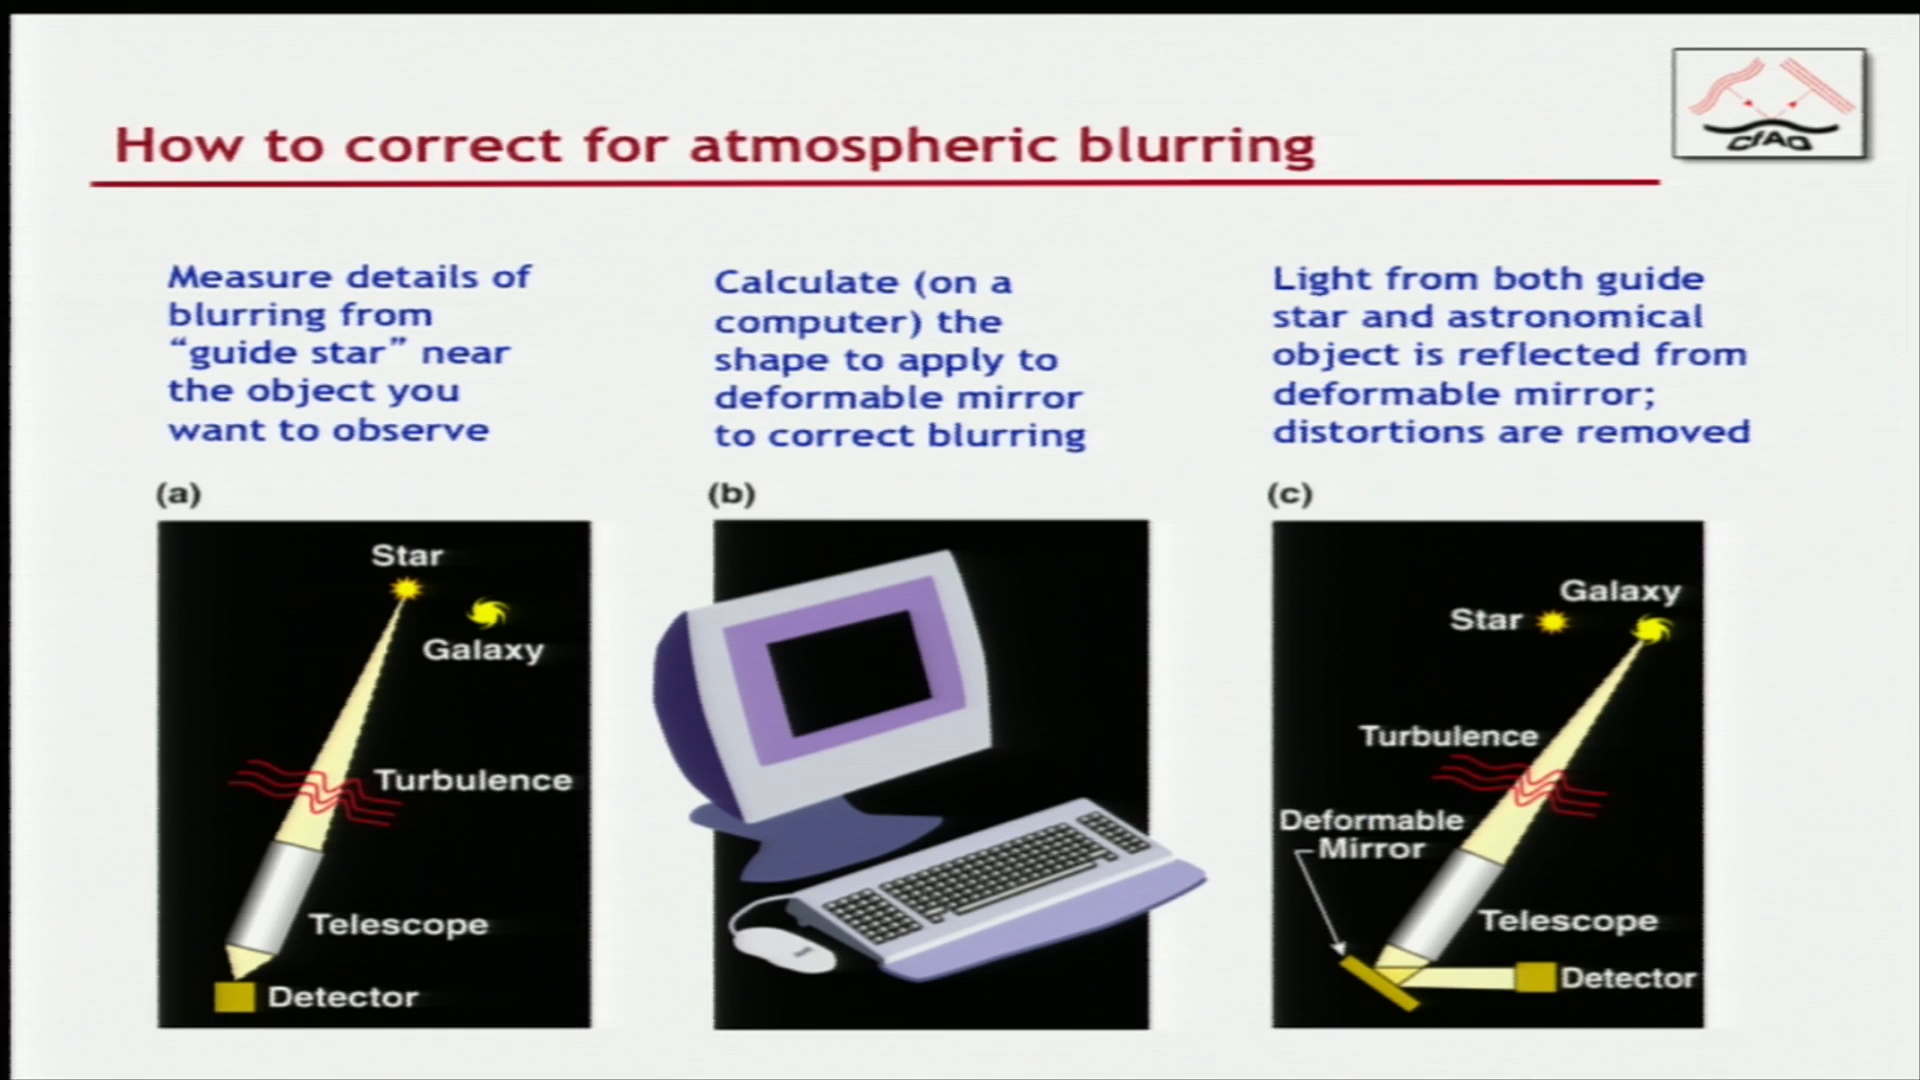 How to correct for atmospheric blurring
CfAO
Measure details of
blurring from
“guide star” near
the object you
want to observe
Calculate (on a
computer) the
shape to apply to
deformable mirror
to correct blurring
Light from both guide
star and astronomical
object is reflected from
deformable mirror;
distortions are removed
(a)
Star
Galaxy
Turbulence
Telescope
Detector
(b)
(c)
Galaxy
Star
Turbulence
Deformable
Mirror
Telescope
Detector